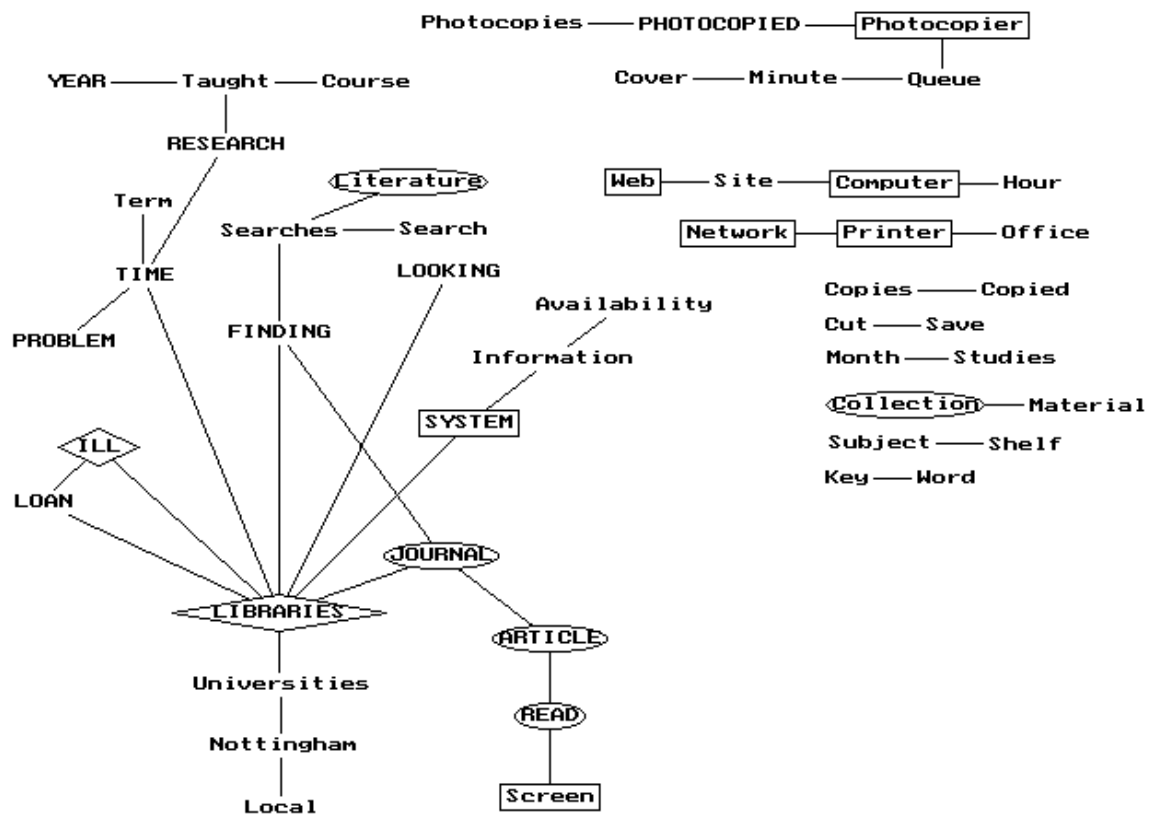 Photocopies PHOTOCOPIED Photocopier
YEAR Taught Course
Cover Minute Queue
RESEARCH
Literature
Web Site Computer Hour
Term
Searches Search
Network Printer Office
TIME
LOOKING
Copies Copied
Availability
PROBLEM
FINDING
Cut Save
Information
Month Studies
Collection Material
SYSTEM
ILL
Subject Shelf
Key Word
LOAN
JOURNAL
LIBRARIES
ARTICLE
Universities
READ
Nottingham
Screen
Local